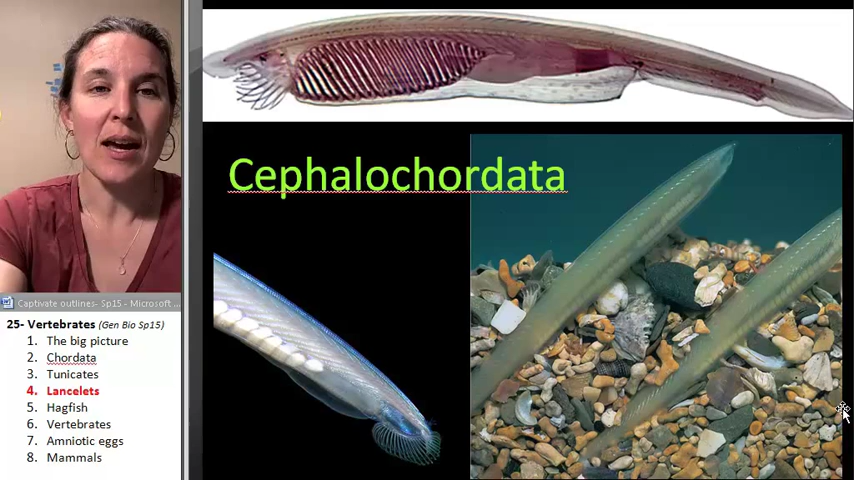 Cephalochordata
Captivate outlines- Sp15 - Microsoft ...
25- Vertebrates (Gen Bio Sp15)
1. The big picture
2. Chordata
3. Tunicates
4. Lancelets
5. Hagfish
6. Vertebrates
7. Amniotic eggs
8. Mammals